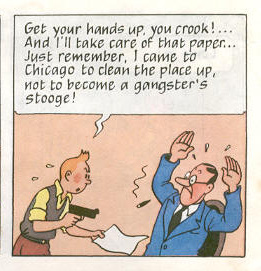 Get your hands up, you crook!...
And I'll take care of that paper...
Just remember, I came to
Chicago to clean the place up,
not to become a gangster's
stooge!